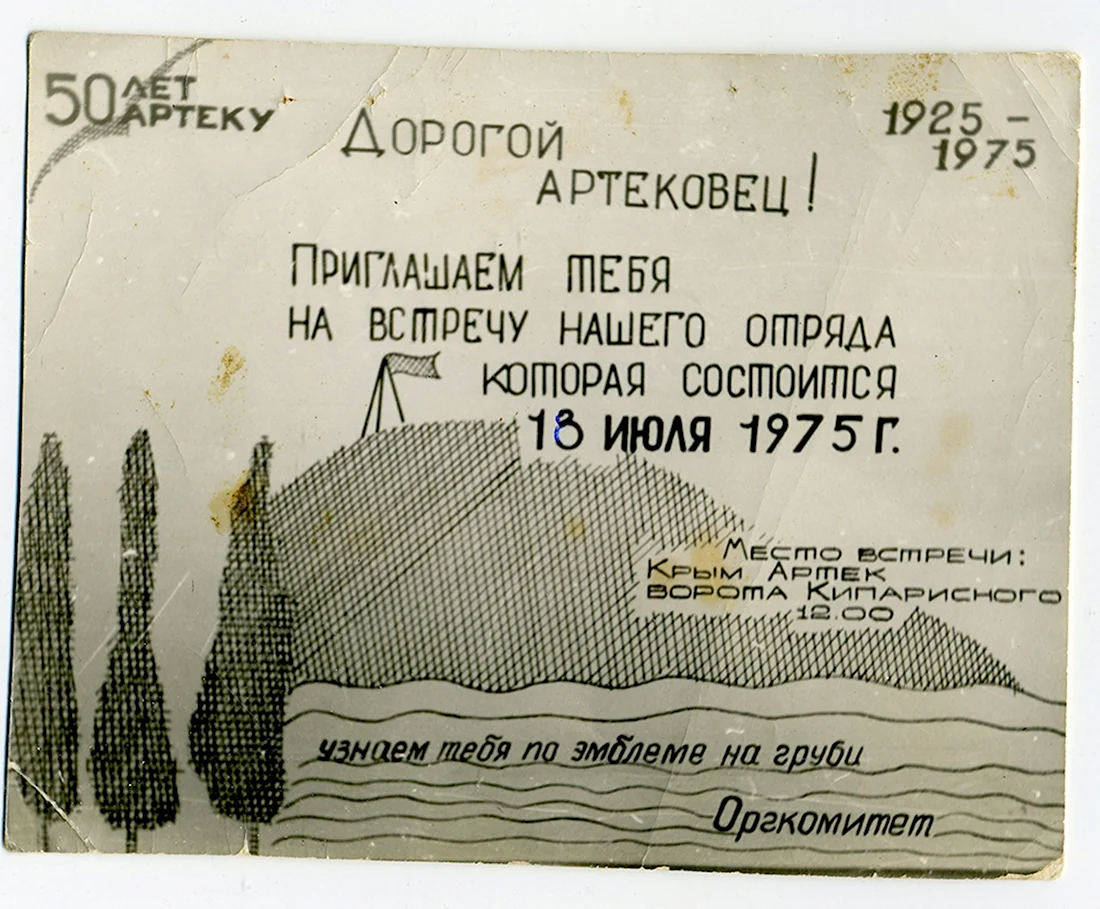 50 ЛЕТ
АРТЕКУ
1925 –
1975
ДОРОГОЙ
АРТЕКОВЕЦ!
ПРИГЛАШАЕМ ТЕБЯ
НА ВСТРЕЧУ НАШЕГО ОТРЯДА
КОТОРАЯ СОСТОИТСЯ
18 ИЮЛЯ 1975 Г.
МЕСТО ВСТРЕЧИ:
КРЫМ АРТЕК
ВОРОТА КИПАРИСНОГО
12.00
узнаем тебя по эмблеме на груби
Оргкомитет